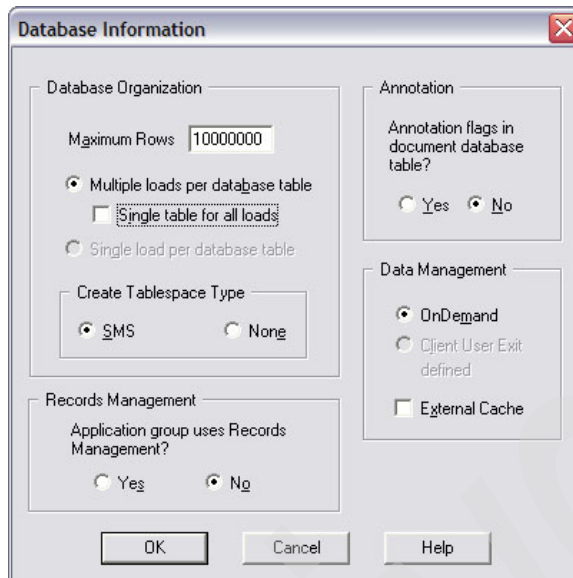 Database Information
Database Organization
Maximum Rows 10000000
Multiple loads per database table
Single table for all loads
Single load per database table
Create Tablespace Type
SMS
None
Records Management
Application group uses Records
Management?
Yes
No
Annotation
Annotation flags in
document database
table?
Yes
No
Data Management
OnDemand
Client User Exit
defined
External Cache
OK
Cancel
Help